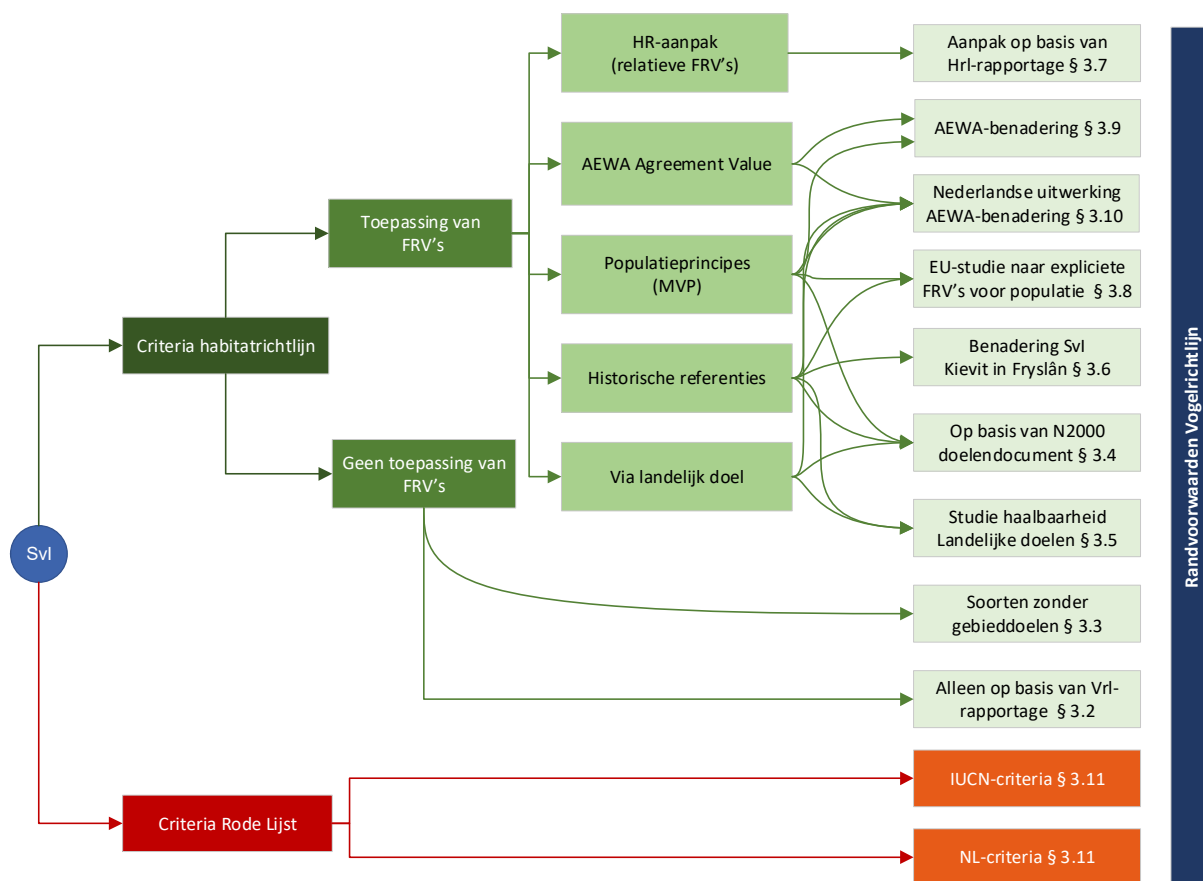 HR-aanpak
(relatieve FRV's)
Aanpak op basis van
Hrl-rapportage § 3.7
AEWA Agreement Value
AEWA-benadering § 3.9
Toepassing van
FRV's
Nederlandse uitwerking
AEWA-benadering § 3.10
Populatieprincipes
(MVP)
EU-studie naar expliciete
FRV's voor populatie § 3.8
Criteria habitatrichtlijn
Historische referenties
Benadering SvI
Kievit in Fryslân § 3.6
Geen toepassing van
FRV's
Via landelijk doel
Op basis van N2000
doelendocument § 3.4
Studie haalbaarheid
Landelijke doelen § 3.5
SvI
Soorten zonder
gebieddoelen § 3.3
Alleen op basis van Vrl-
rapportage § 3.2
IUCN-criteria § 3.11
Criteria Rode Lijst
NL-criteria § 3.11
Randvoorwaarden Vogelrichtlijn